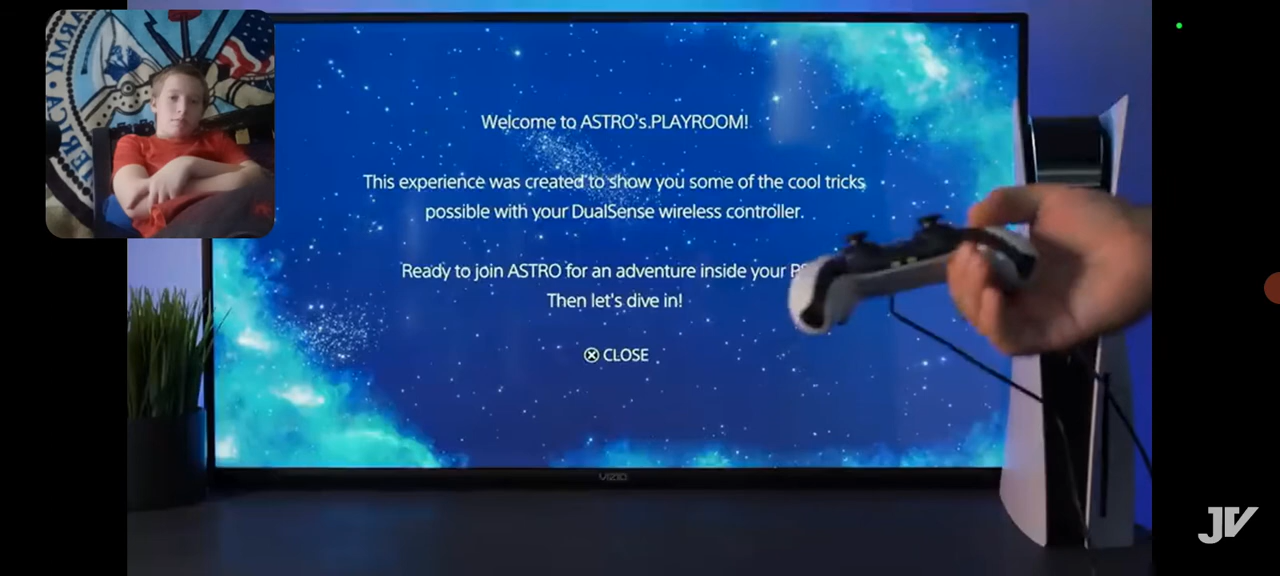 ARMY
ERICA
Welcome to ASTRO's PLAYROOM!
This experience was created to show you some of the cool tricks
possible with your DualSense wireless controller.
Ready to join ASTRO for an adventure inside your
Then let's dive in!
Ⓧ CLOSE
VIZIO
JV